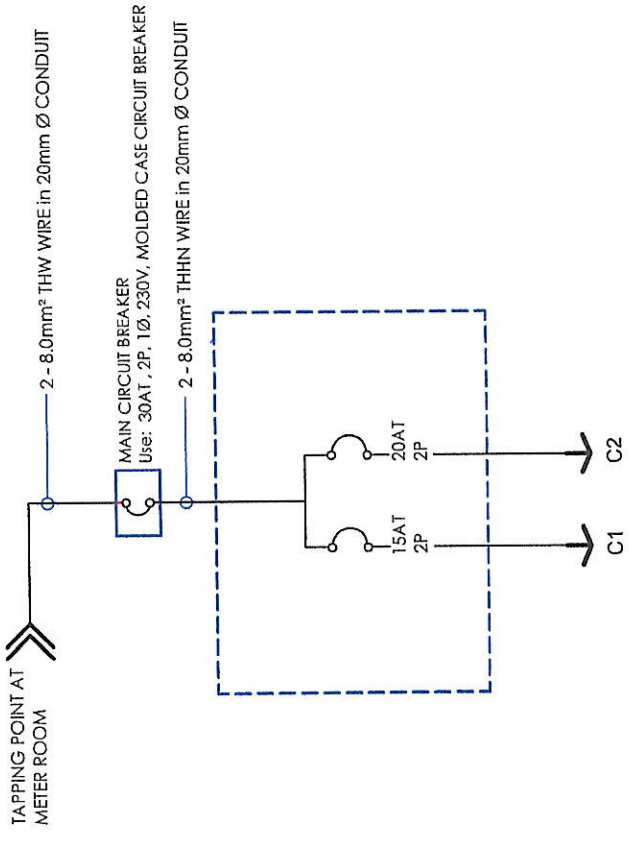 TAPPING POINT AT
METER ROOM
2 - 8.0mm² THW WIRE in 20mm Ø CONDUIT
MAIN CIRCUIT BREAKER
Use: 30AT , 2P, 1Ø, 230V, MOLDED CASE CIRCUIT BREAKER
2 - 8.0mm² THHN WIRE in 20mm Ø CONDUIT
15AT
2P
20AT
2P
C1
C2